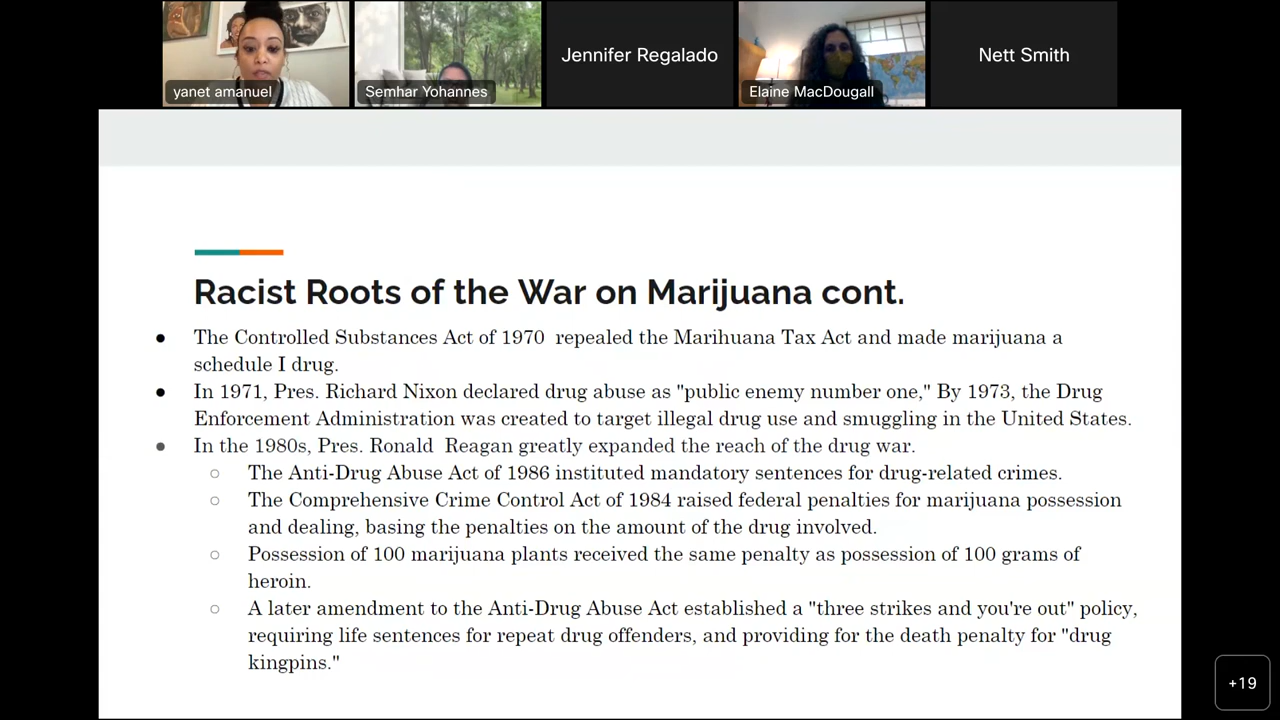 yanet amanuel
Semhar Yohannes
Jennifer Regalado
Elaine MacDougall
Nett Smith
Racist Roots of the War on Marijuana cont.
● The Controlled Substances Act of 1970  repealed the Marihuana Tax Act and made marijuana a
schedule I drug.
● In 1971, Pres. Richard Nixon declared drug abuse as "public enemy number one," By 1973, the Drug
Enforcement Administration was created to target illegal drug use and smuggling in the United States.
● In the 1980s, Pres. Ronald  Reagan greatly expanded the reach of the drug war.
○ The Anti-Drug Abuse Act of 1986 instituted mandatory sentences for drug-related crimes.
○ The Comprehensive Crime Control Act of 1984 raised federal penalties for marijuana possession
and dealing, basing the penalties on the amount of the drug involved.
○ Possession of 100 marijuana plants received the same penalty as possession of 100 grams of
heroin.
○ A later amendment to the Anti-Drug Abuse Act established a "three strikes and you're out" policy,
requiring life sentences for repeat drug offenders, and providing for the death penalty for "drug
kingpins."
+19